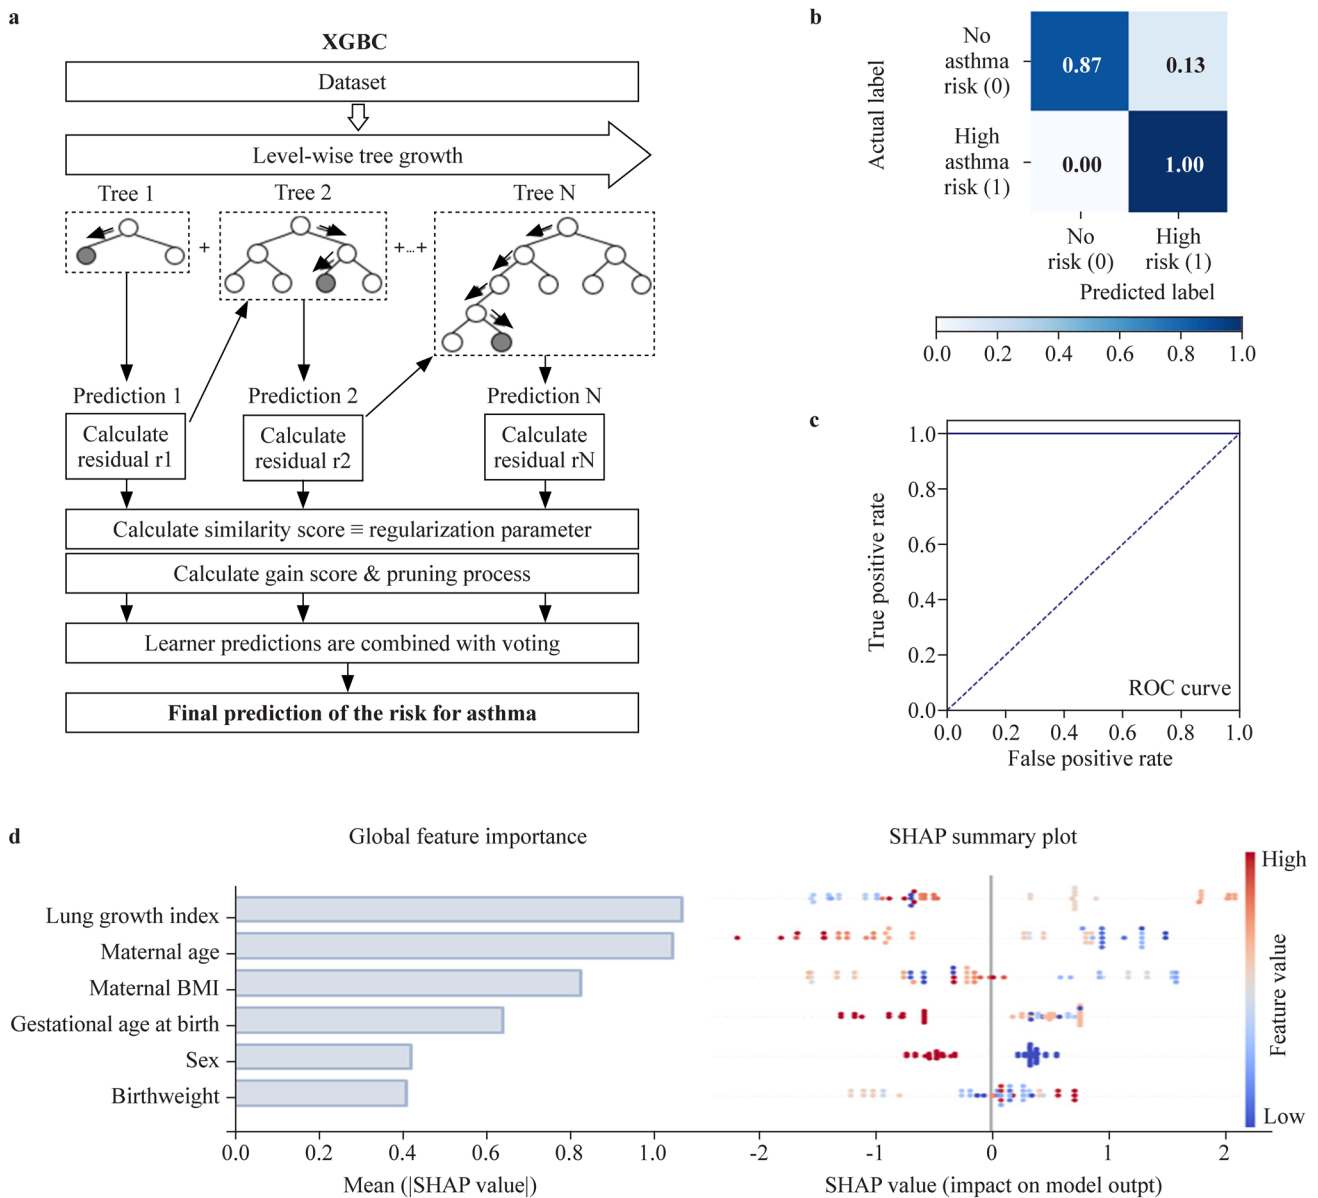 a
XGBC
Dataset
Level-wise tree growth
Tree 1
Tree 2
Tree N
+
+...+
Prediction 1
Prediction 2
Prediction N
Calculate
residual r1
Calculate
residual r2
Calculate
residual rN
Calculate similarity score ≡ regularization parameter
Calculate gain score & pruning process
Learner predictions are combined with voting
Final prediction of the risk for asthma
b
Actual label
No
asthma
risk (0)
High
asthma
risk (1)
0.87
0.13
0.00
1.00
No
risk (0)
High
risk (1)
Predicted label
0.0 0.2 0.4 0.6 0.8 1.0
c
True positive rate
1.0
0.8
0.6
0.4
0.2
0.0
ROC curve
0.0 0.2 0.4 0.6 0.8 1.0
False positive rate
d
Global feature importance
Lung growth index
Maternal age
Maternal BMI
Gestational age at birth
Sex
Birthweight
0.0 0.2 0.4 0.6 0.8 1.0
Mean (|SHAP value|)
SHAP summary plot
-2 -1 0 1 2
SHAP value (impact on model outpt)
High
Feature value
Low